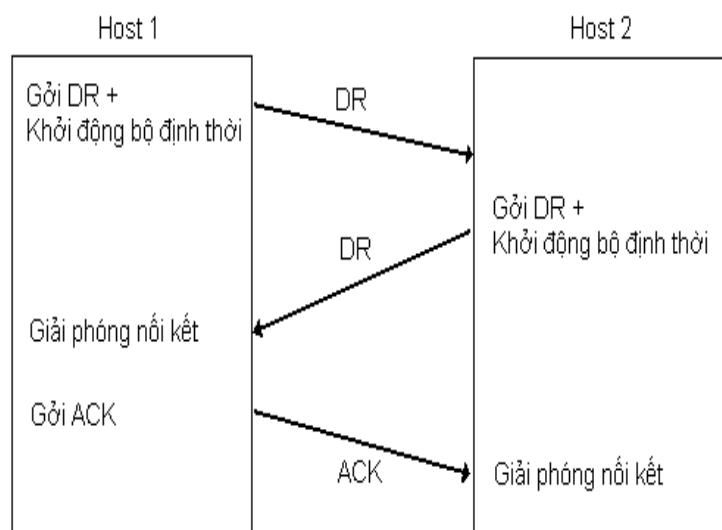 Host 1
Host 2
Gởi DR +
Khởi động bộ định thời
DR
Gởi DR +
Khởi động bộ định thời
DR
Giải phóng nối kết
Gởi ACK
ACK
Giải phóng nối kết